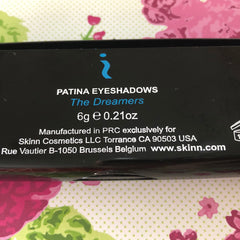 PATINA EYESHADOWS
The Dreamers
6g ℮ 0.21oz
Manufactured in PRC exclusively for
Skinn Cosmetics LLC Torrance CA 90503 USA
Rue Vautier B-1050 Brussels Belgium www.skinn.com